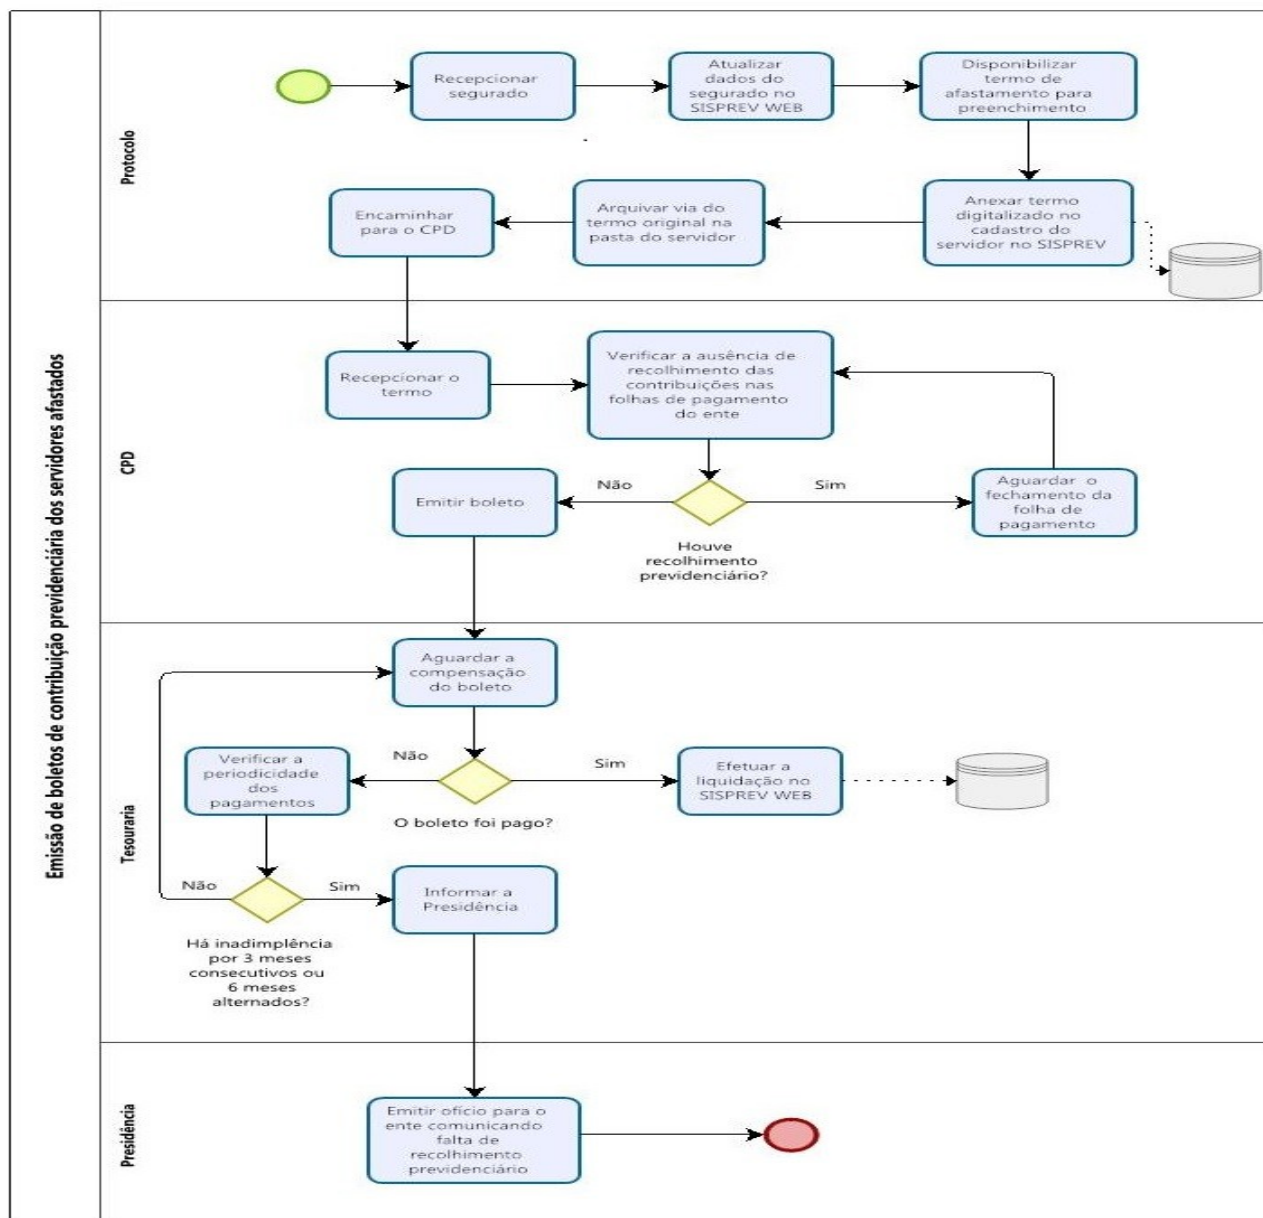 Emissão de boletos de contribuição previdenciária dos servidores afastados
Protocolo
Recepcionar
segurado
Atualizar
dados do
segurado no
SISPREV WEB
Disponibilizar
termo de
afastamento para
preenchimento
Anexar termo
digitalizado no
cadastro do
servidor no SISPREV
Arquivar via do
termo original na
pasta do servidor
Encaminhar
para o CPD
CPD
Recepcionar o
termo
Verificar a ausência de
recolhimento das
contribuições nas
folhas de pagamento
do ente
Houve
recolhimento
previdenciário?
Não
Sim
Emitir boleto
Aguardar o
fechamento da
folha de
pagamento
Tesouraria
Aguardar a
compensação
do boleto
O boleto foi pago?
Não
Sim
Verificar a
periodicidade
dos
pagamentos
Efetuar a
liquidação no
SISPREV WEB
Há inadimplência
por 3 meses
consecutivos ou
6 meses
alternados?
Não
Sim
Informar a
Presidência
Presidência
Emitir ofício para o
ente comunicando
falta de
recolhimento
previdenciário